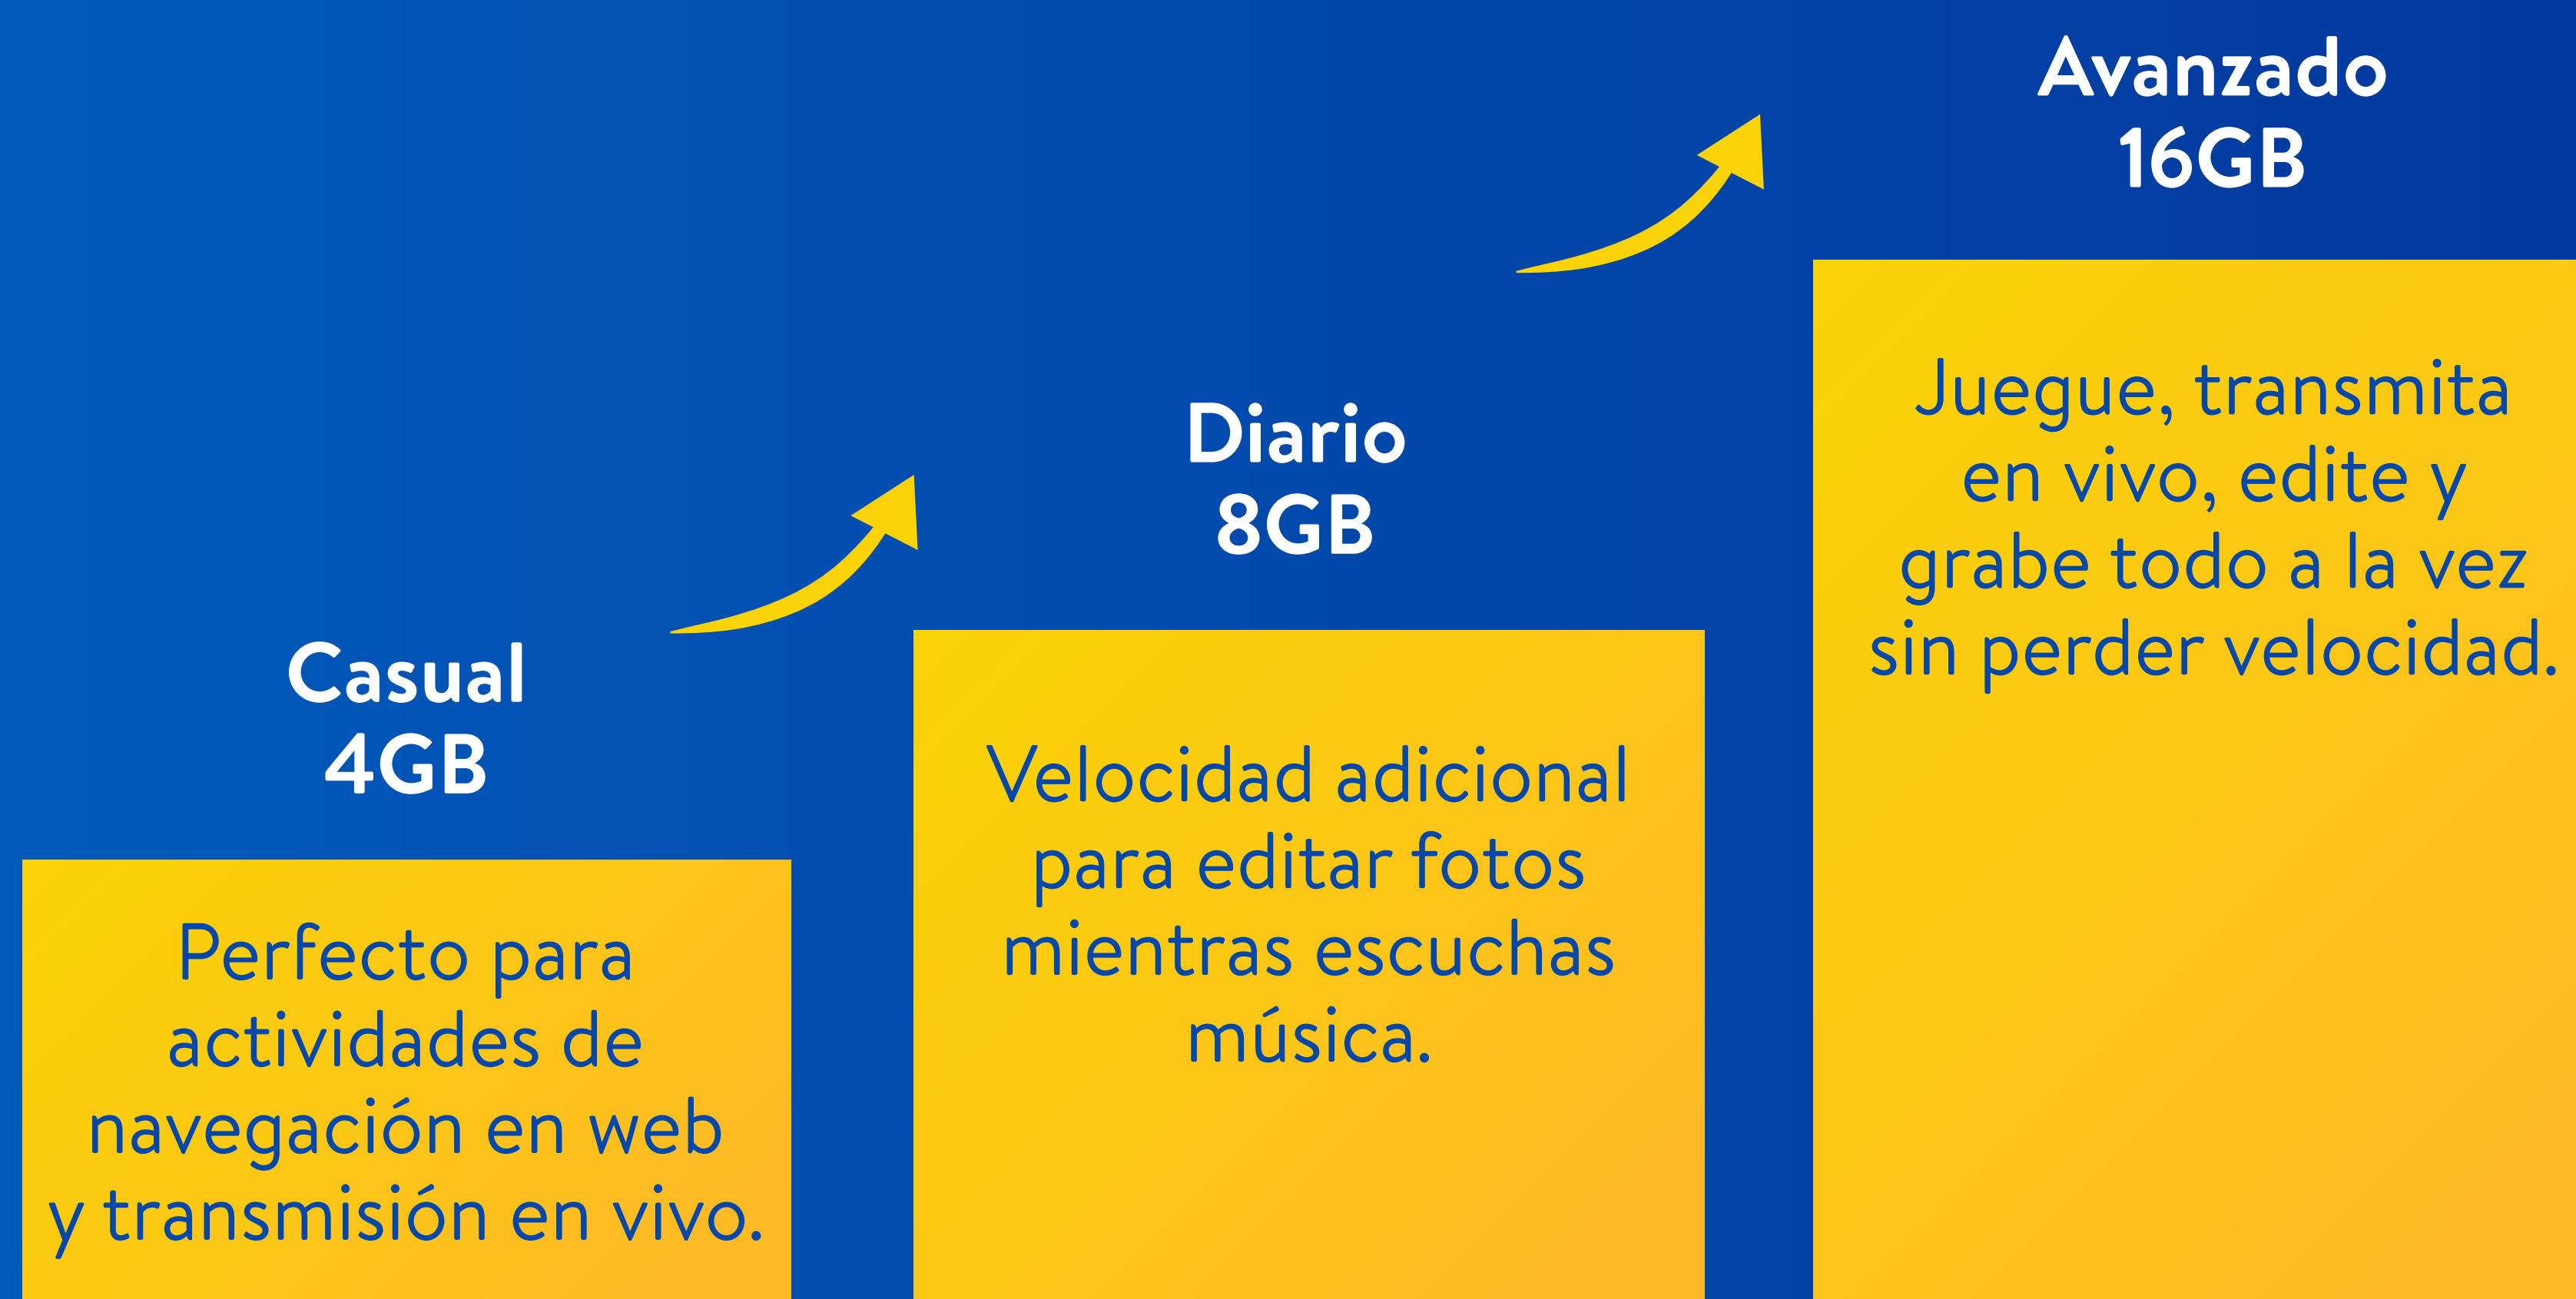 Casual
4GB
Perfecto para
actividades de
navegación en web
y transmisión en vivo.
Diario
8GB
Velocidad adicional
para editar fotos
mientras escuchas
música.
Avanzado
16GB
Juegue, transmita
en vivo, edite y
grabe todo a la vez
sin perder velocidad.